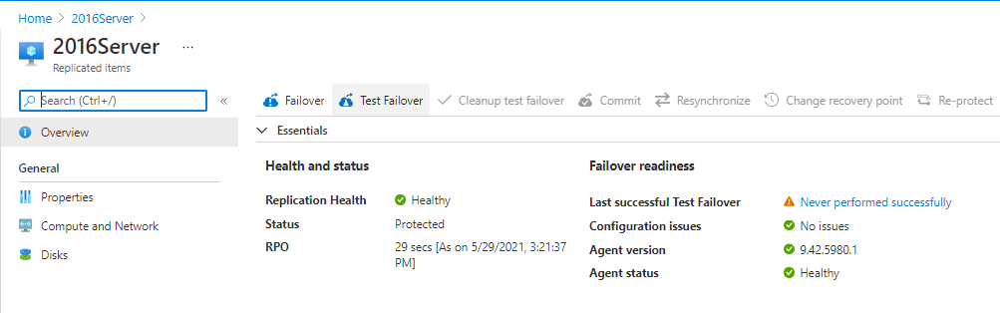 Home > 2016Server >
2016Server ...
Replicated items
Search (Ctrl+/) «
Failover Test Failover Cleanup test failover Commit Resynchronize Change recovery point Re-protect
Overview
Essentials
General
Properties
Compute and Network
Disks
Health and status
Replication Health Healthy
Status Protected
RPO 29 secs [As on 5/29/2021, 3:21:37
PM]
Failover readiness
Last successful Test Failover Never performed successfully
Configuration issues No issues
Agent version 9.42.5980.1
Agent status Healthy